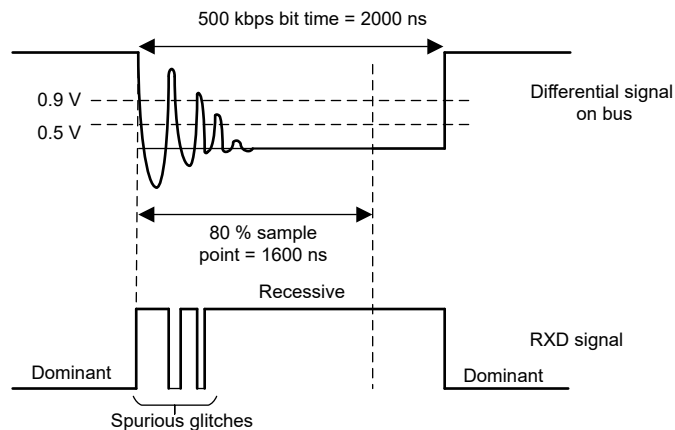 500 kbps bit time = 2000 ns
0.9 V
0.5 V
Differential signal
on bus
80 % sample
point = 1600 ns
Recessive
RXD signal
Dominant
Dominant
Spurious glitches